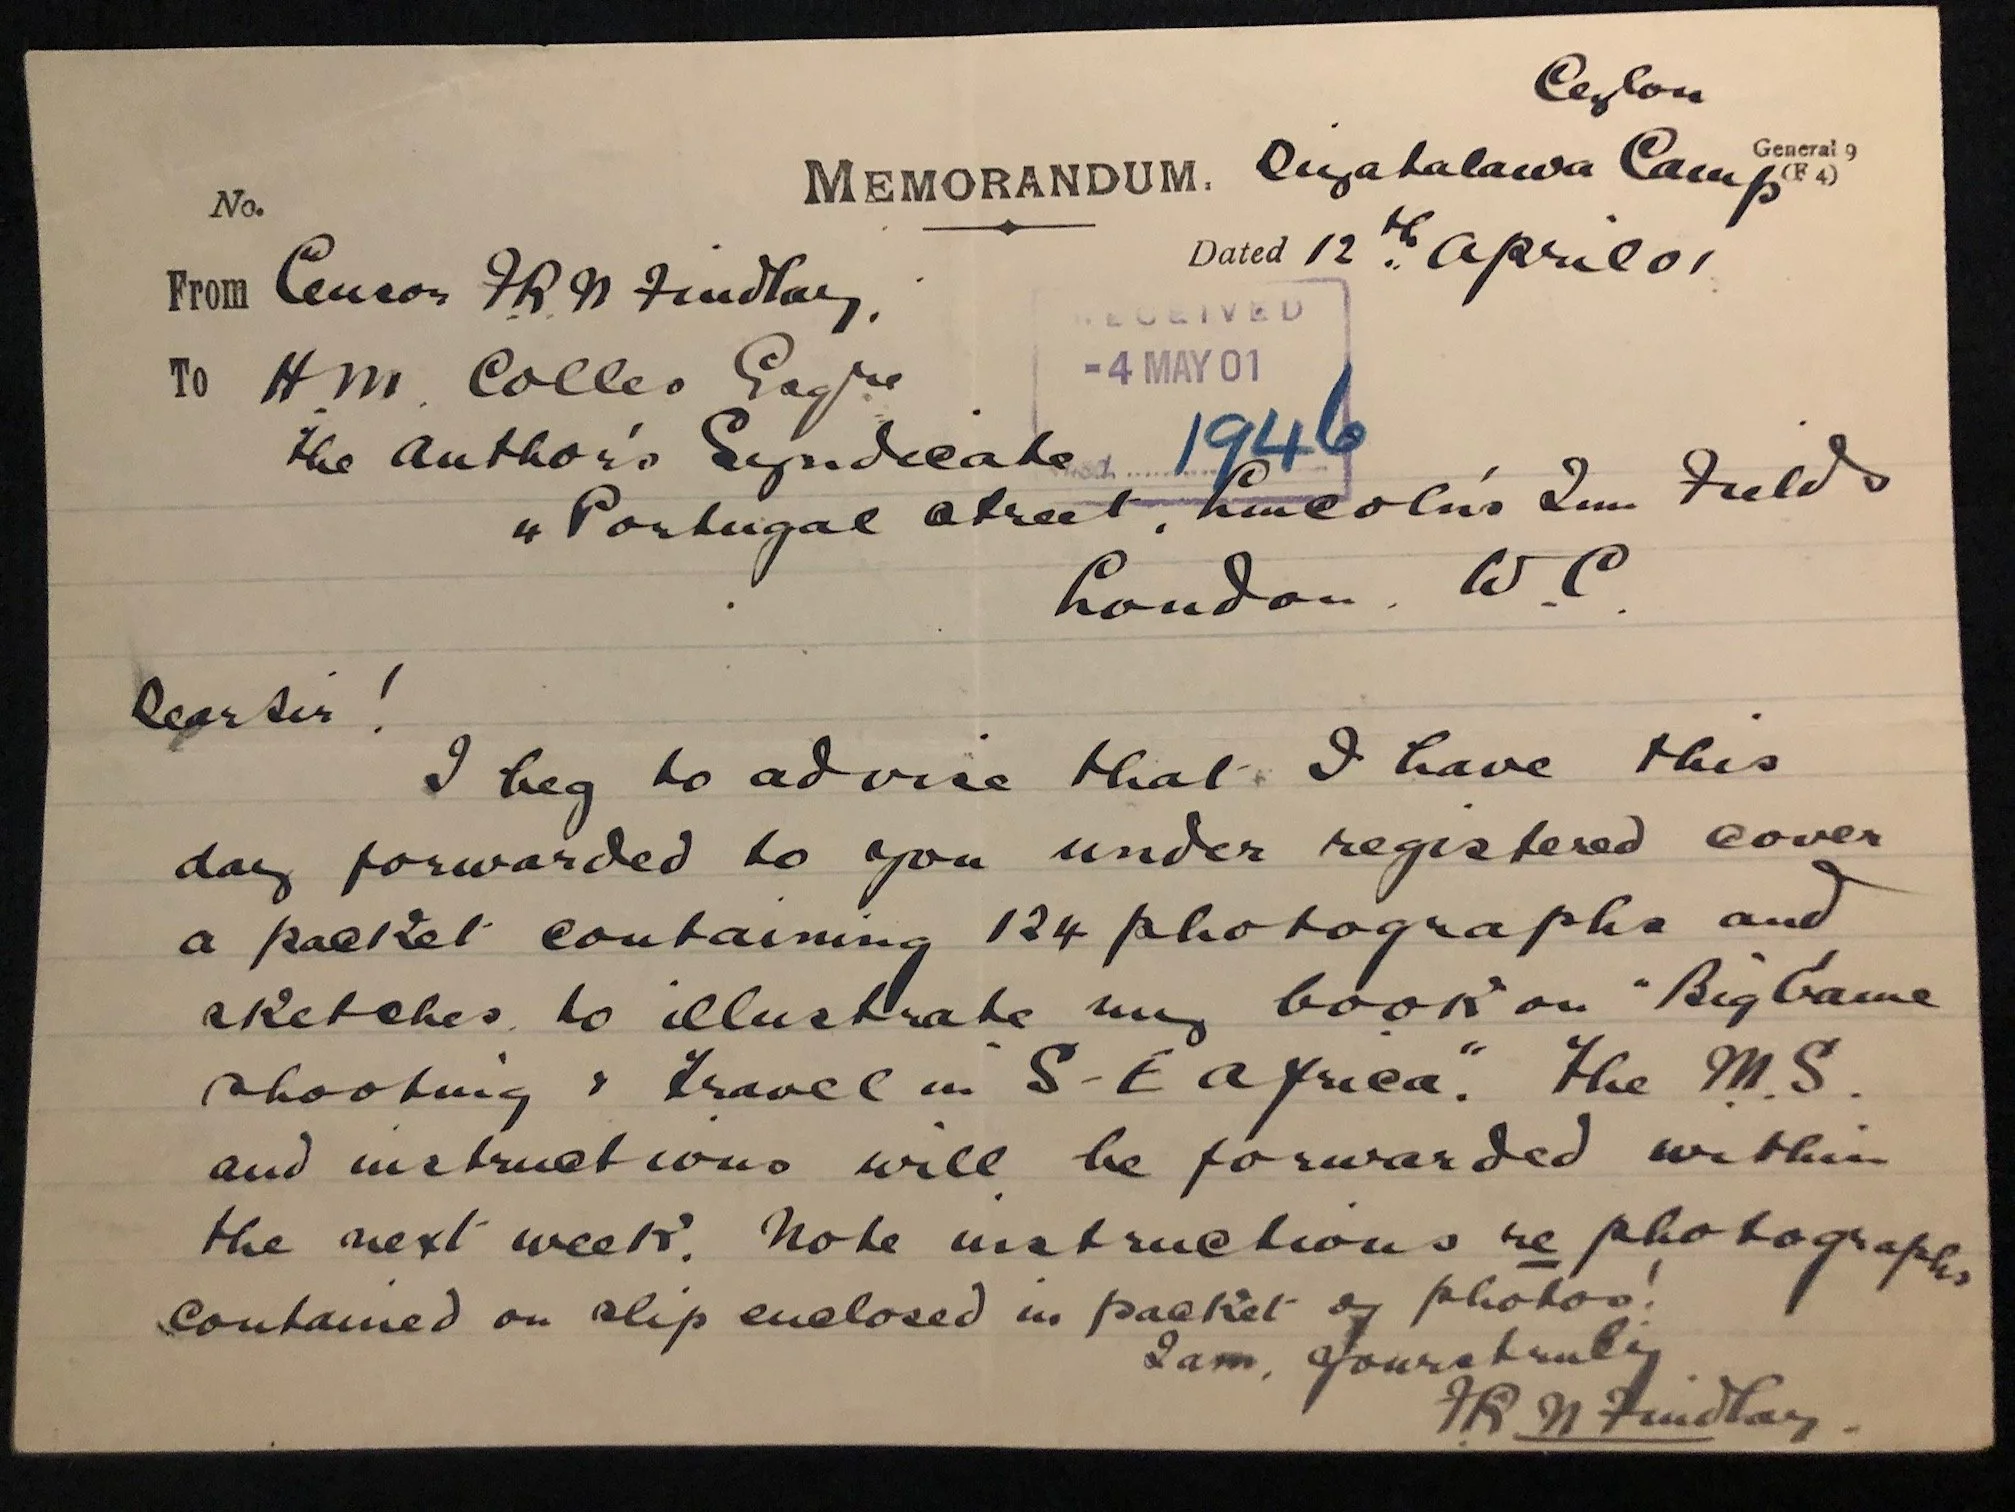 Ceylon
MEMORANDUM. Diyatalawa Camp General 9
(F 4)
No.
Dated 12th April 01
From Censor F R N Findlay,
RECEIVED
To H. M. Colles Esqre
-4 MAY 01
The Author's Syndicate 1946
4 Portugal Street, Lincoln's Inn Fields
London. W.C.
Dear Sir!
I beg to advise that I have this
day forwarded to you under registered cover
a packet containing 124 photographs and
sketches to illustrate my book on "Big Game
shooting & travel in S-E Africa". The M.S.
and instructions will be forwarded within
the next week. Note instructions re photographs
contained on slip enclosed in packet of photos!
I am, yours truly
F R N Findlay.